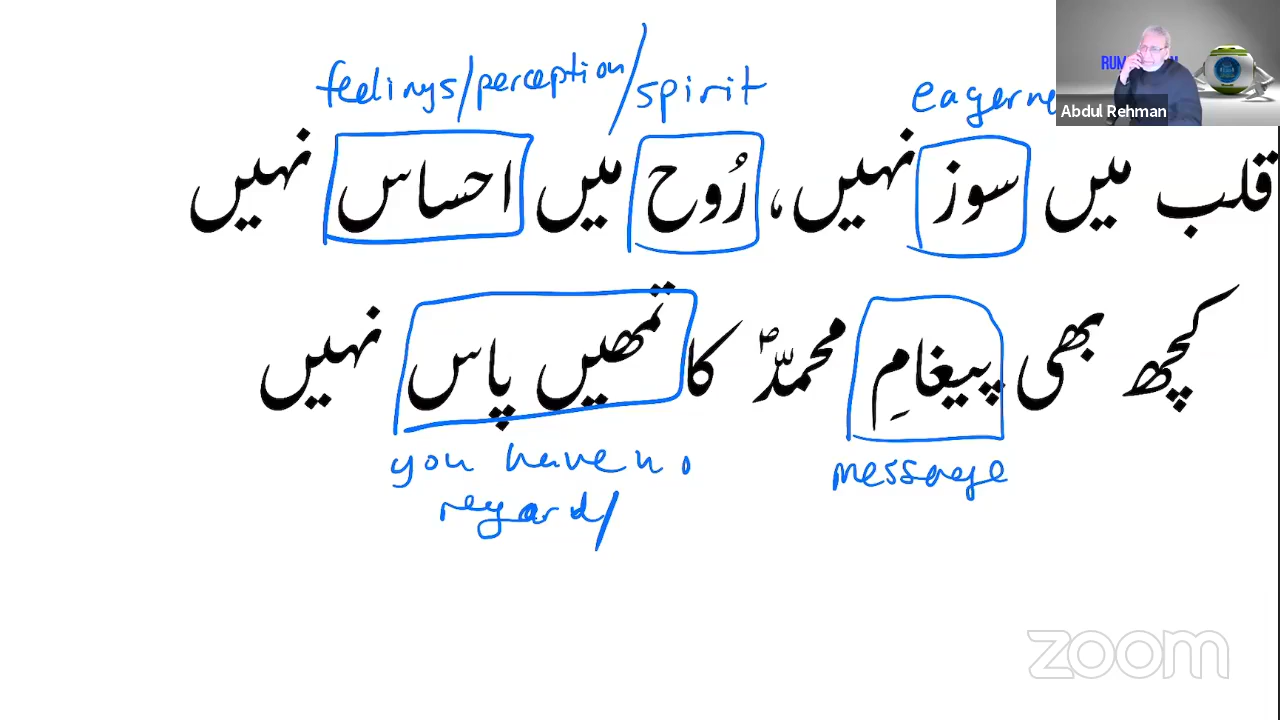 feelings/perception/spirit
eagerne
Abdul Rehman
قلب میں سوز نہیں، رُوح میں احساس نہیں
کچھ بھی پیغامِ محمدؐ کا تمھیں پاس نہیں
you have no
regard/
message
zoom